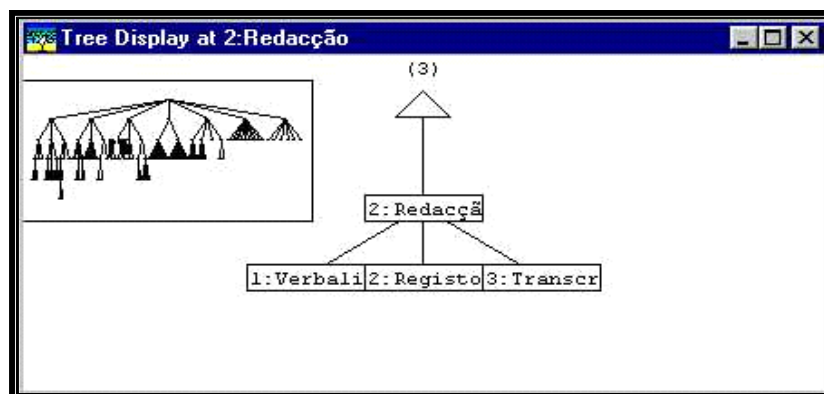 Tree Display at 2:Redacção
(3)
2:Redacçã
1:Verbali 2:Registo 3:Transcr